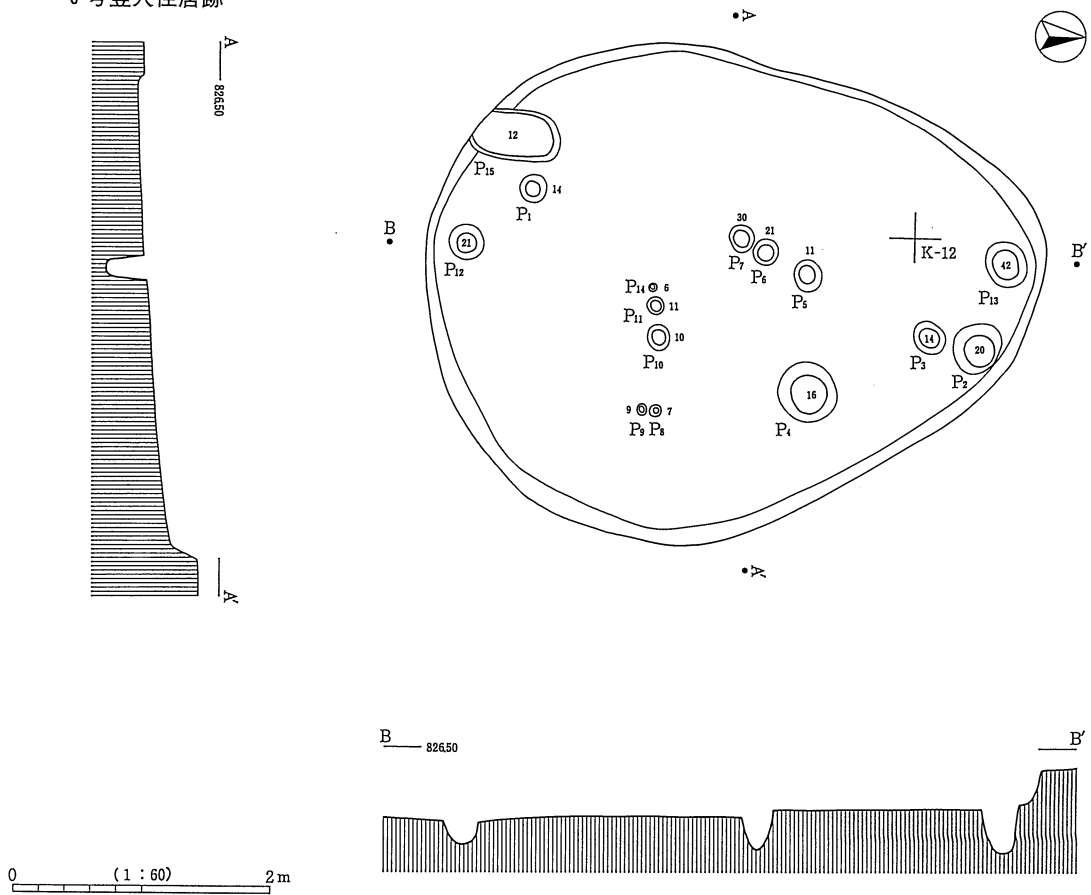 号竪穴住居跡
A
826.50
A'
A
A'
B
B'
K-12
12
P15
14
P1
21
P12
30
P7
21
P6
11
P5
P14 6
P11 11
10
P10
9 7
P9 P8
16
P4
14
P3
20
P2
42
P13
B 826.50
B'
0 (1:60) 2m